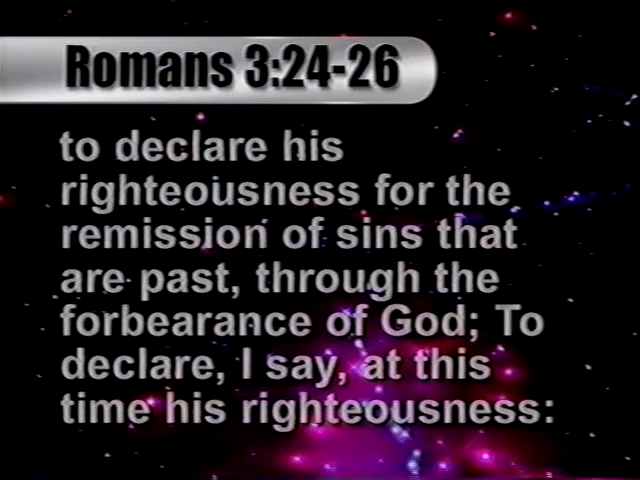 Romans 3:24-26
to declare his
righteousness for the
remission of sins that
are past, through the
forbearance of God; To
declare, I say, at this
time his righteousness: